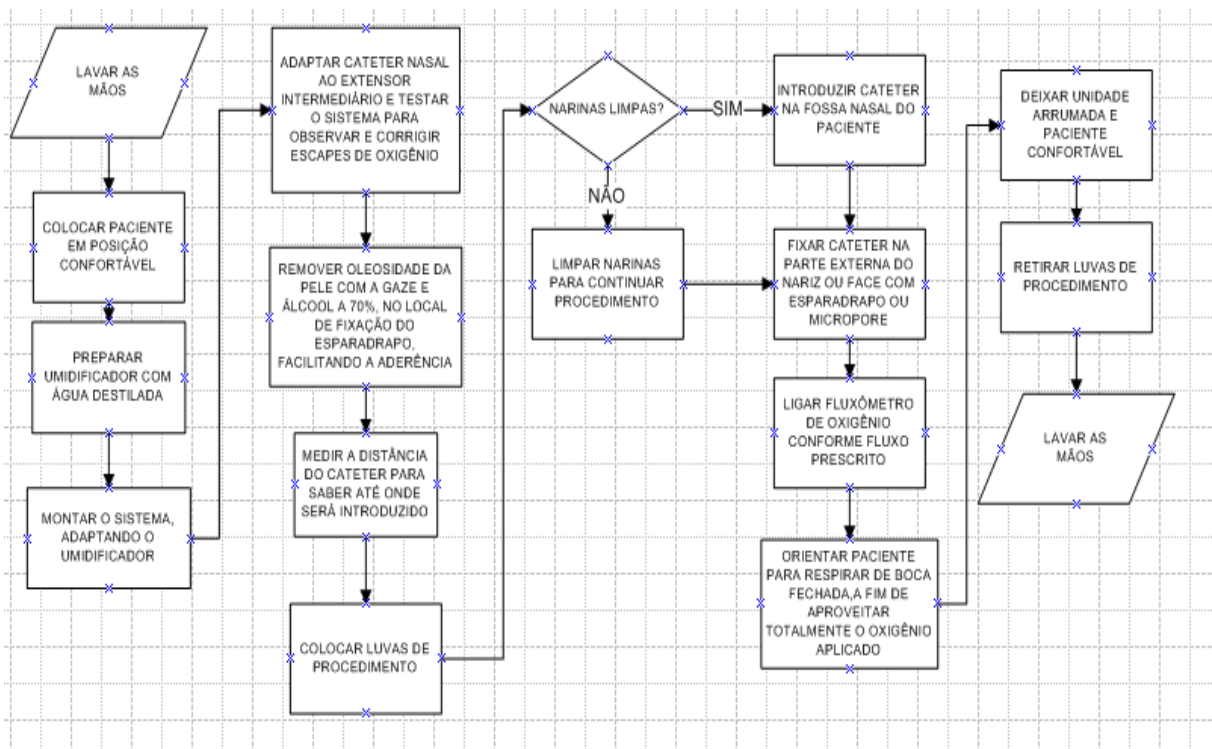 LAVAR AS
MÃOS
COLOCAR PACIENTE
EM POSIÇÃO
CONFORTÁVEL
PREPARAR
UMIDIFICADOR COM
ÁGUA DESTILADA
MONTAR O SISTEMA,
ADAPTANDO O
UMIDIFICADOR
ADAPTAR CATETER NASAL
AO EXTENSOR
INTERMEDIÁRIO E TESTAR
O SISTEMA PARA
OBSERVAR E CORRIGIR
ESCAPES DE OXIGÊNIO
REMOVER OLEOSIDADE DA
PELE COM A GAZE E
ÁLCOOL A 70%, NO LOCAL
DE FIXAÇÃO DO
ESPARADRAPO,
FACILITANDO A ADERÊNCIA
MEDIR A DISTÂNCIA
DO CATETER PARA
SABER ATÉ ONDE
SERÁ INTRODUZIDO
COLOCAR LUVAS DE
PROCEDIMENTO
NARINAS LIMPAS?
SIM
NÃO
LIMPAR NARINAS
PARA CONTINUAR
PROCEDIMENTO
INTRODUZIR CATETER
NA FOSSA NASAL DO
PACIENTE
FIXAR CATETER NA
PARTE EXTERNA DO
NARIZ OU FACE COM
ESPARADRAPO OU
MICROPORE
LIGAR FLUXÔMETRO
DE OXIGÊNIO
CONFORME FLUXO
PRESCRITO
ORIENTAR PACIENTE
PARA RESPIRAR DE BOCA
FECHADA,A FIM DE
APROVEITAR
TOTALMENTE O OXIGÊNIO
APLICADO
DEIXAR UNIDADE
ARRUMADA E
PACIENTE
CONFORTÁVEL
RETIRAR LUVAS DE
PROCEDIMENTO
LAVAR AS
MÃOS